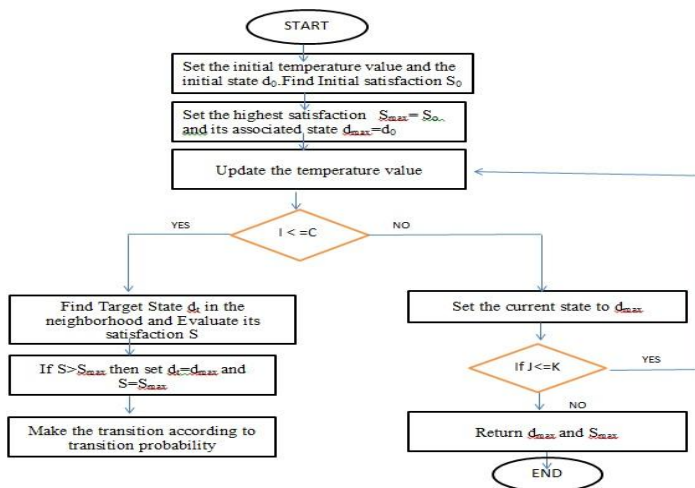 START
Set the initial temperature value and the
initial state d₀.Find Initial satisfaction S₀
Set the highest satisfaction Smax= So.
and its associated state dmax=d₀
Update the temperature value
YES
I < =C
NO
Find Target State dt in the
neighborhood and Evaluate its
satisfaction S
Set the current state to dmax
If S>Smax then set dt=dmax and
S=Smax
If J<=K
YES
NO
Make the transition according to
transition probability
Return dmax and Smax
END